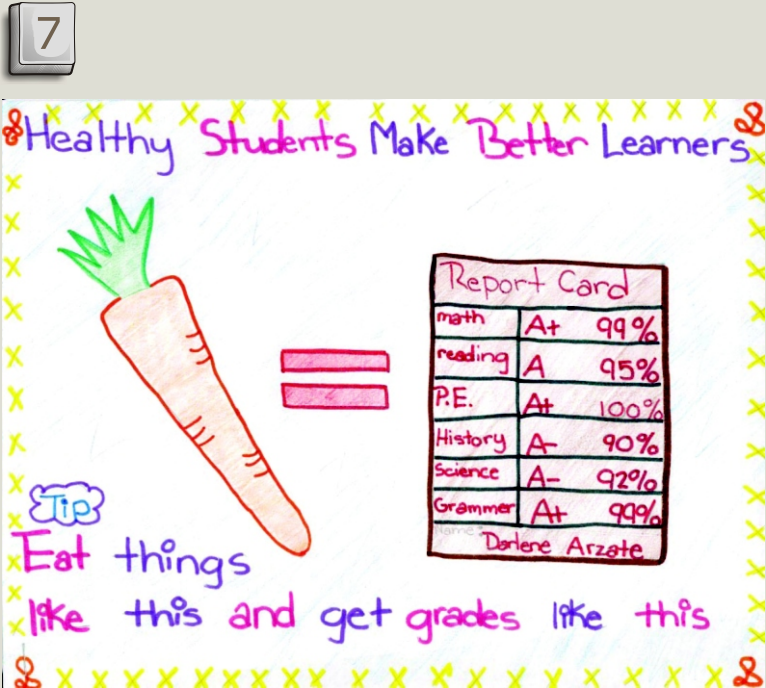 7
Healthy Students Make Better Learners
Report Card
math A+ 99%
reading A 95%
P.E. A+ 100%
History A- 90%
Science A- 92%
Grammer A+ 99%
Name:
Darlene Arzate
Tip
Eat things
like this and get grades like this